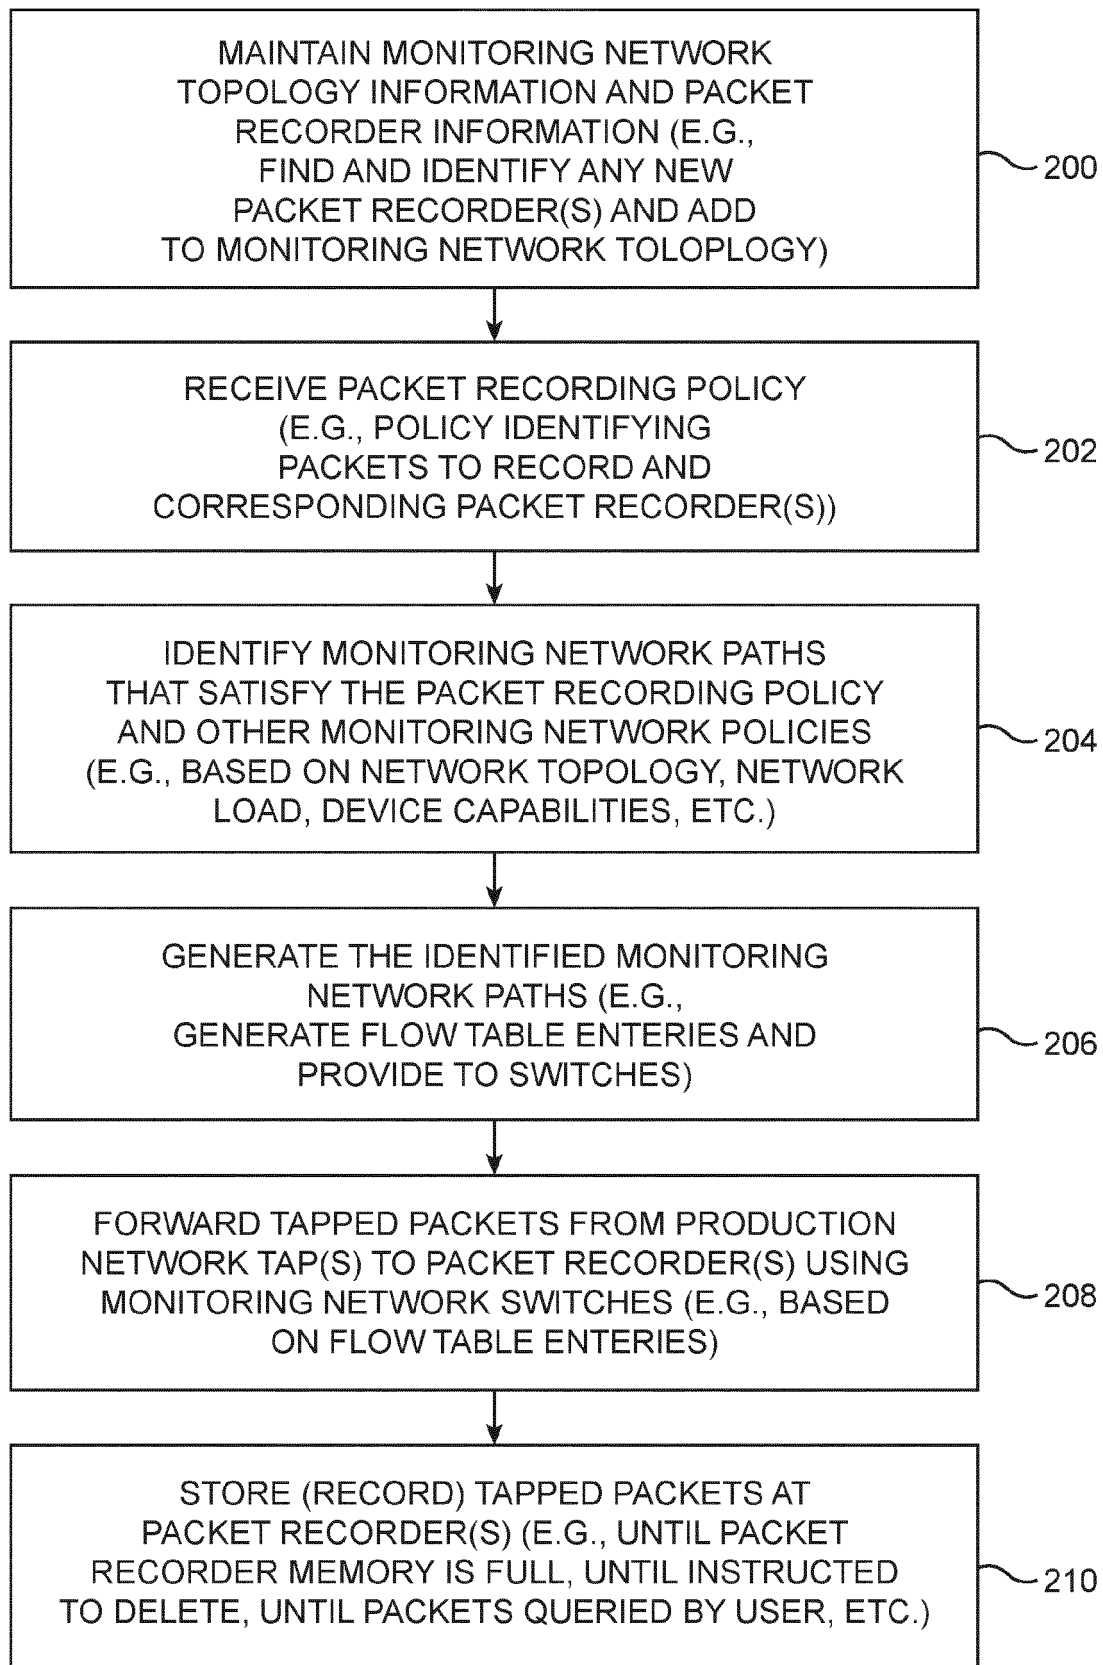 MAINTAIN MONITORING NETWORK
TOPOLOGY INFORMATION AND PACKET
RECORDER INFORMATION (E.G.,
FIND AND IDENTIFY ANY NEW
PACKET RECORDER(S) AND ADD
TO MONITORING NETWORK TOLOPLOGY)
200
RECEIVE PACKET RECORDING POLICY
(E.G., POLICY IDENTIFYING
PACKETS TO RECORD AND
CORRESPONDING PACKET RECORDER(S))
202
IDENTIFY MONITORING NETWORK PATHS
THAT SATISFY THE PACKET RECORDING POLICY
AND OTHER MONITORING NETWORK POLICIES
(E.G., BASED ON NETWORK TOPOLOGY, NETWORK
LOAD, DEVICE CAPABILITIES, ETC.)
204
GENERATE THE IDENTIFIED MONITORING
NETWORK PATHS (E.G.,
GENERATE FLOW TABLE ENTERIES AND
PROVIDE TO SWITCHES)
206
FORWARD TAPPED PACKETS FROM PRODUCTION
NETWORK TAP(S) TO PACKET RECORDER(S) USING
MONITORING NETWORK SWITCHES (E.G., BASED
ON FLOW TABLE ENTERIES)
208
STORE (RECORD) TAPPED PACKETS AT
PACKET RECORDER(S) (E.G., UNTIL PACKET
RECORDER MEMORY IS FULL, UNTIL INSTRUCTED
TO DELETE, UNTIL PACKETS QUERIED BY USER, ETC.)
210